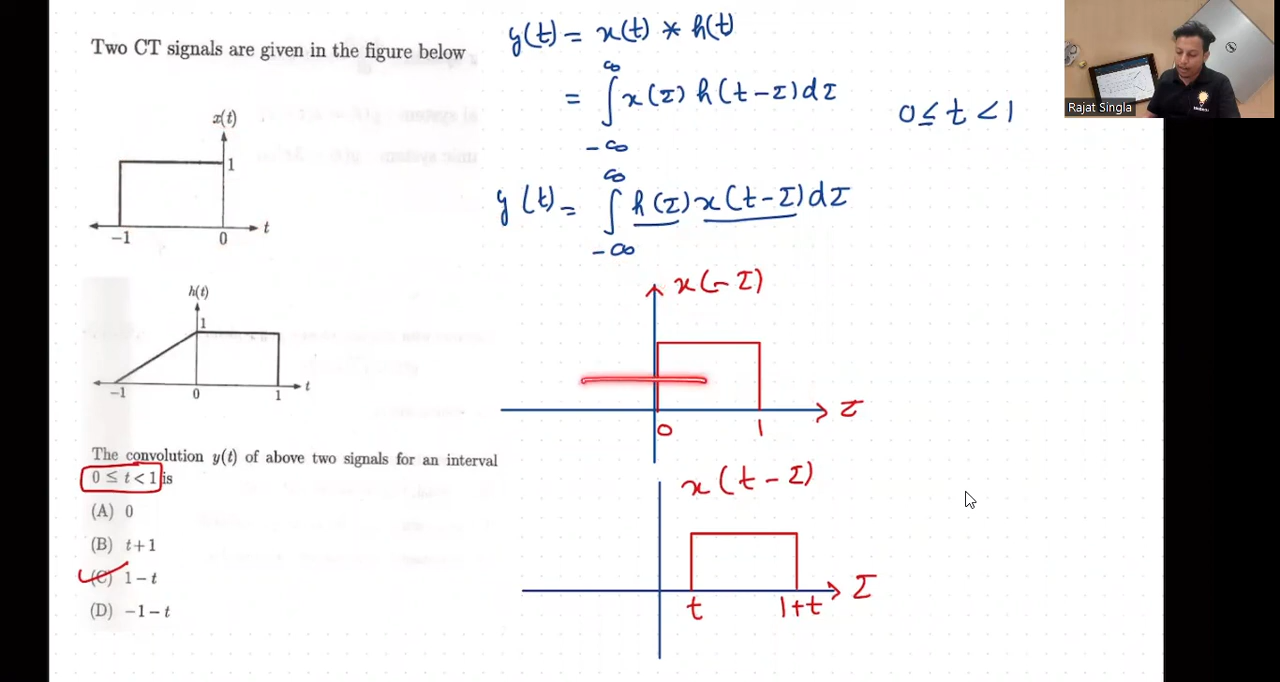 Two CT signals are given in the figure below
x(t)
1
-1 0 t
h(t)
1
-1 0 1 t
The convolution y(t) of above two signals for an interval
0 ≤ t < 1 is
(A) 0
(B) t + 1
(C) 1 - t
(D) -1 - t
y(t) = x(t) * h(t)
= ∫_{-∞}^{∞} x(τ) h(t-τ)dτ
0 ≤ t < 1
y(t) = ∫_{-∞}^{∞} h(τ) x(t-τ)dτ
x(-τ)
0 1 τ
x(t-τ)
t 1+t τ
Rajat Singla